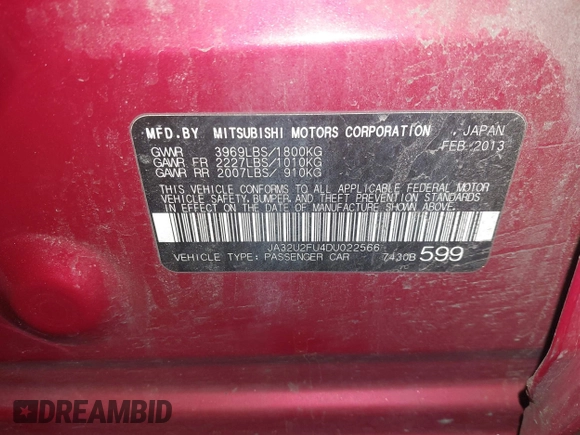 MFD.BY MITSUBISHI MOTORS CORPORATION , JAPAN
GVWR 3969LBS/1800KG FEB 2013
GAWR FR 2227LBS/1010KG
GAWR RR 2007LBS/ 910KG
THIS VEHICLE CONFORMS TO ALL APPLICABLE FEDERAL MOTOR
VEHICLE SAFETY, BUMPER, AND THEFT PREVENTION STANDARDS
IN EFFECT ON THE DATE OF MANUFACTURE SHOWN ABOVE.
JA32U2FU4DU022566
VEHICLE TYPE: PASSENGER CAR 7430B 599
DREAMBID